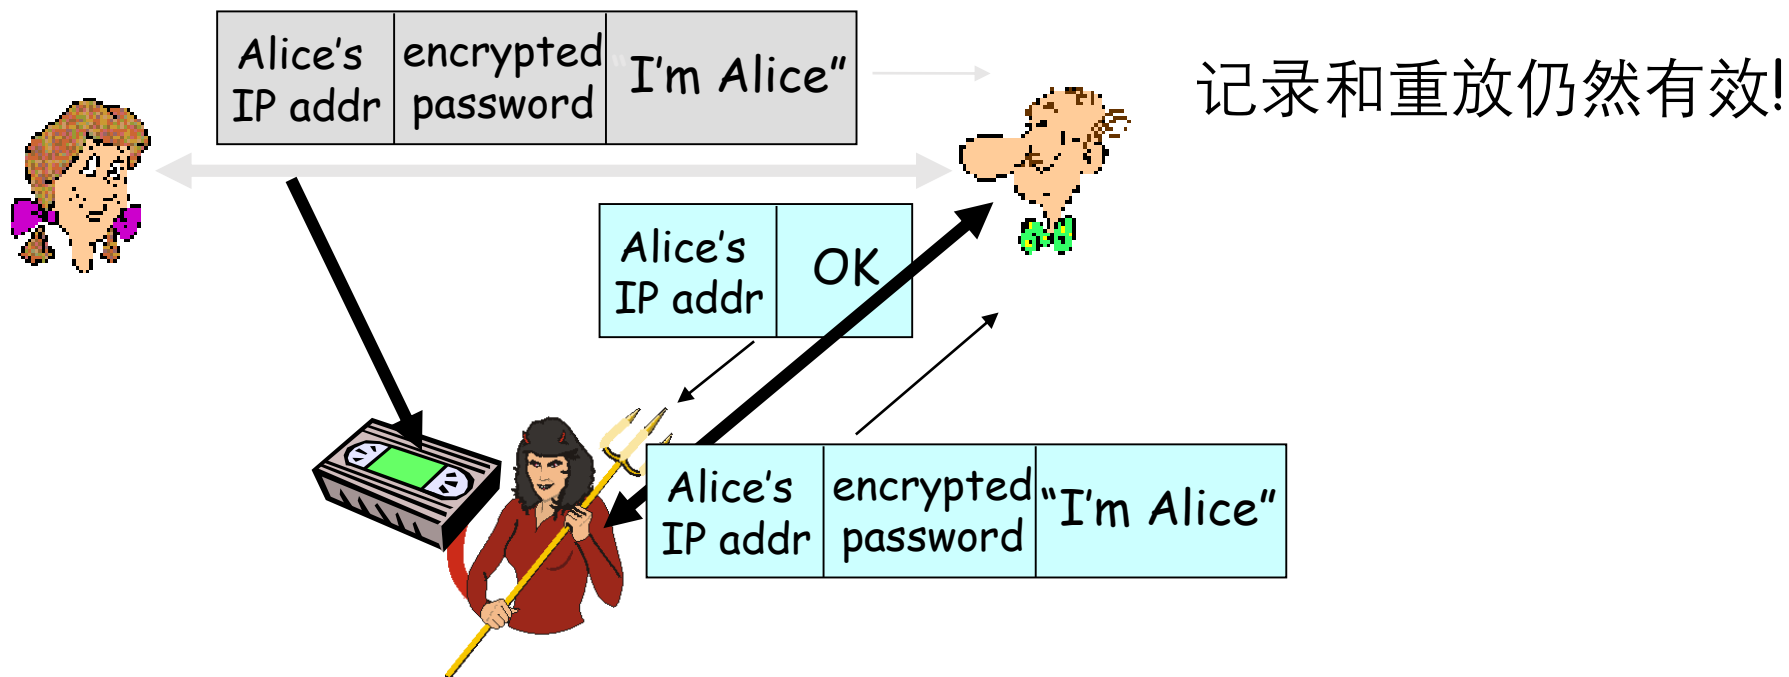 Alice’s
IP addr
encrypted
password
“I’m Alice”
记录和重放仍然有效!
Alice’s
IP addr
OK
Alice’s
IP addr
encrypted
password
“I’m Alice”